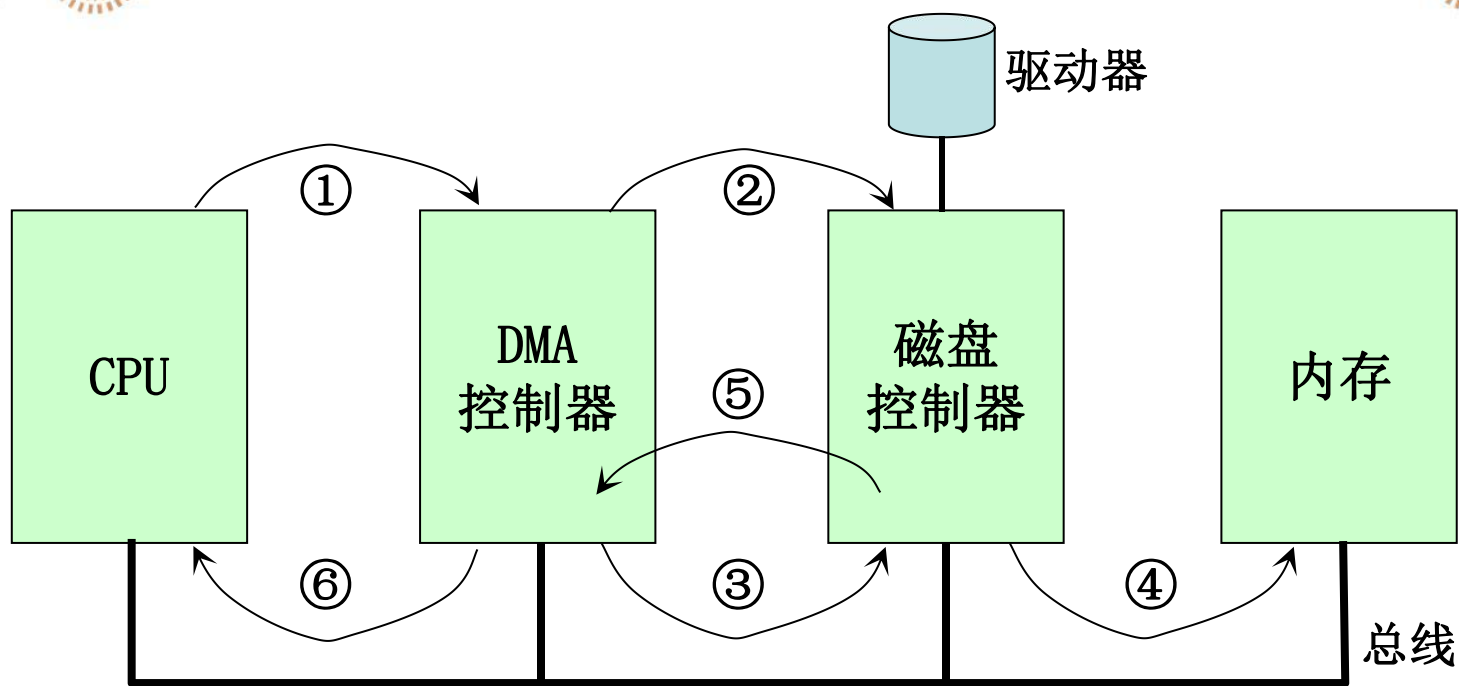 驱动器
①
②
CPU
DMA
控制器
磁盘
控制器
内存
⑤
⑥
③
④
总线